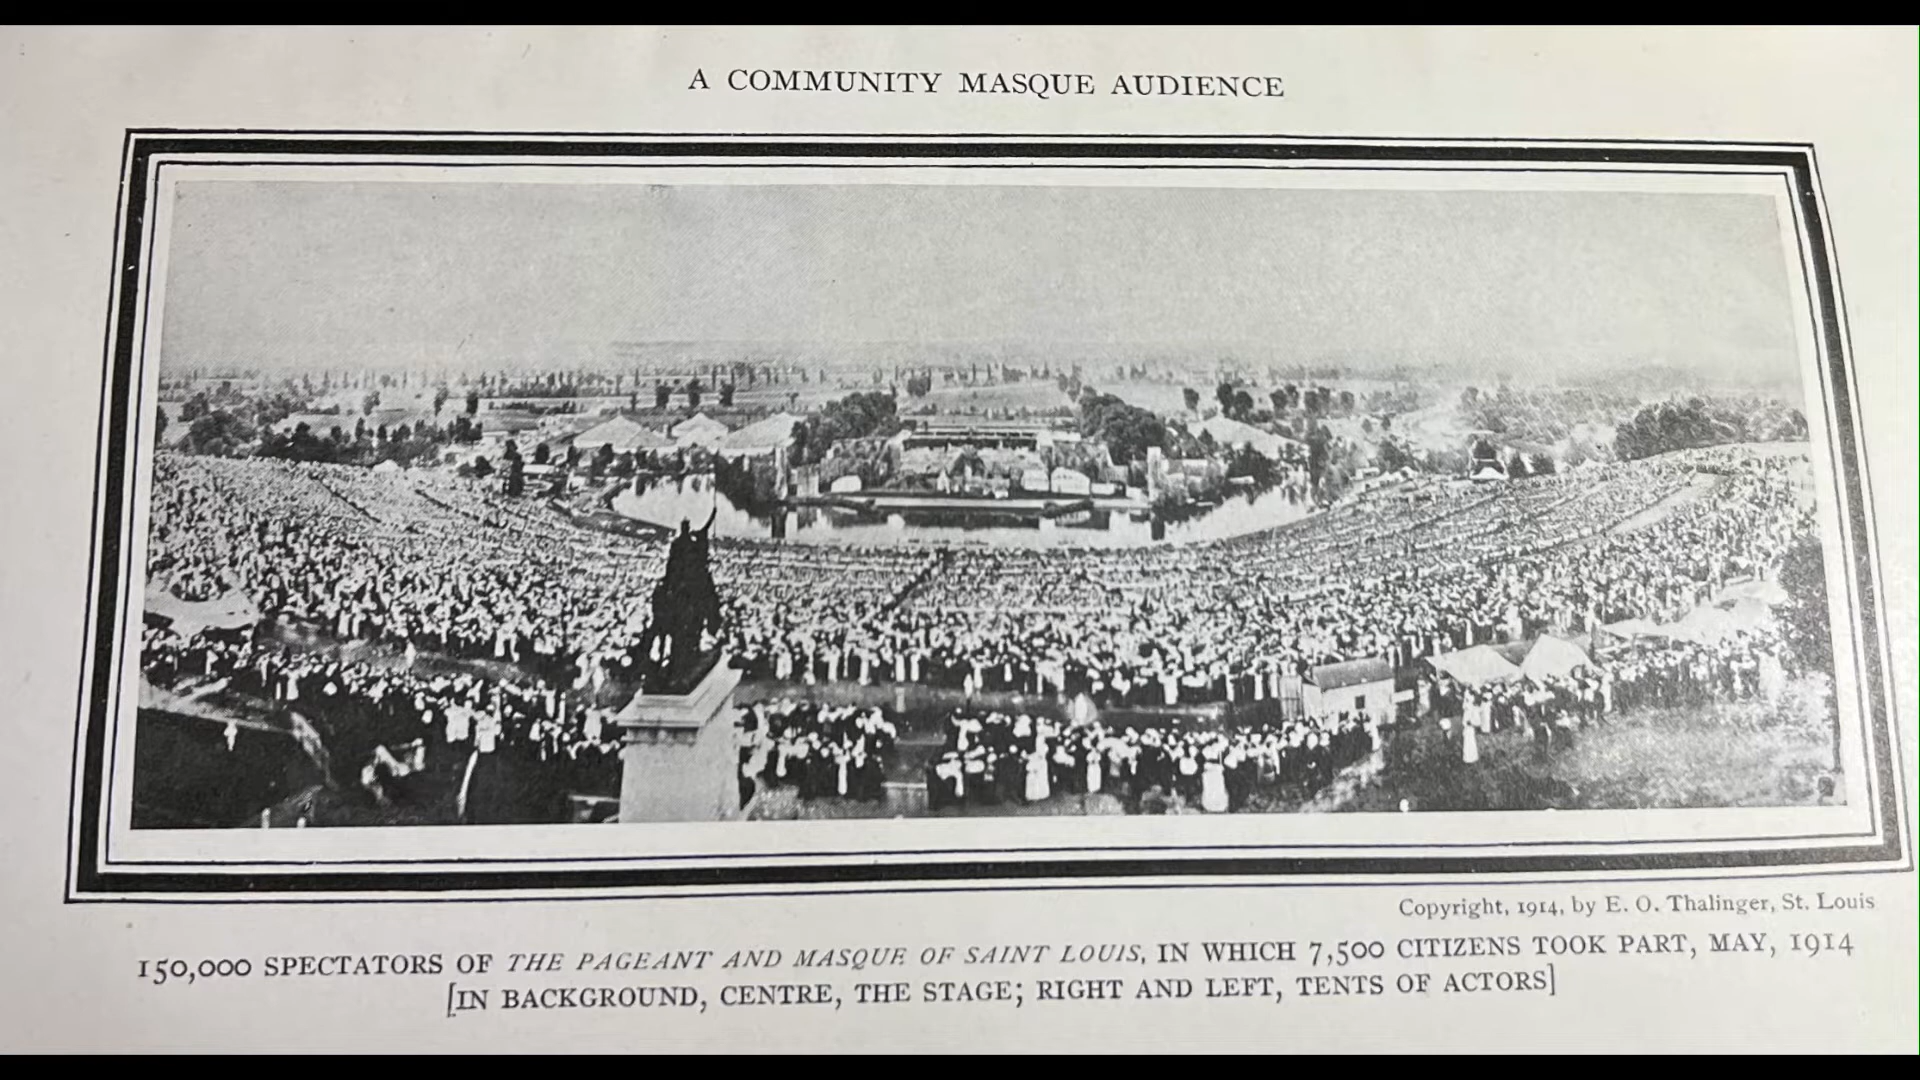 A COMMUNITY MASQUE AUDIENCE
Copyright, 1914, by E. O. Thalinger, St. Louis
150,000 SPECTATORS OF THE PAGEANT AND MASQUE OF SAINT LOUIS, IN WHICH 7,500 CITIZENS TOOK PART, MAY, 1914
[IN BACKGROUND, CENTRE, THE STAGE; RIGHT AND LEFT, TENTS OF ACTORS]